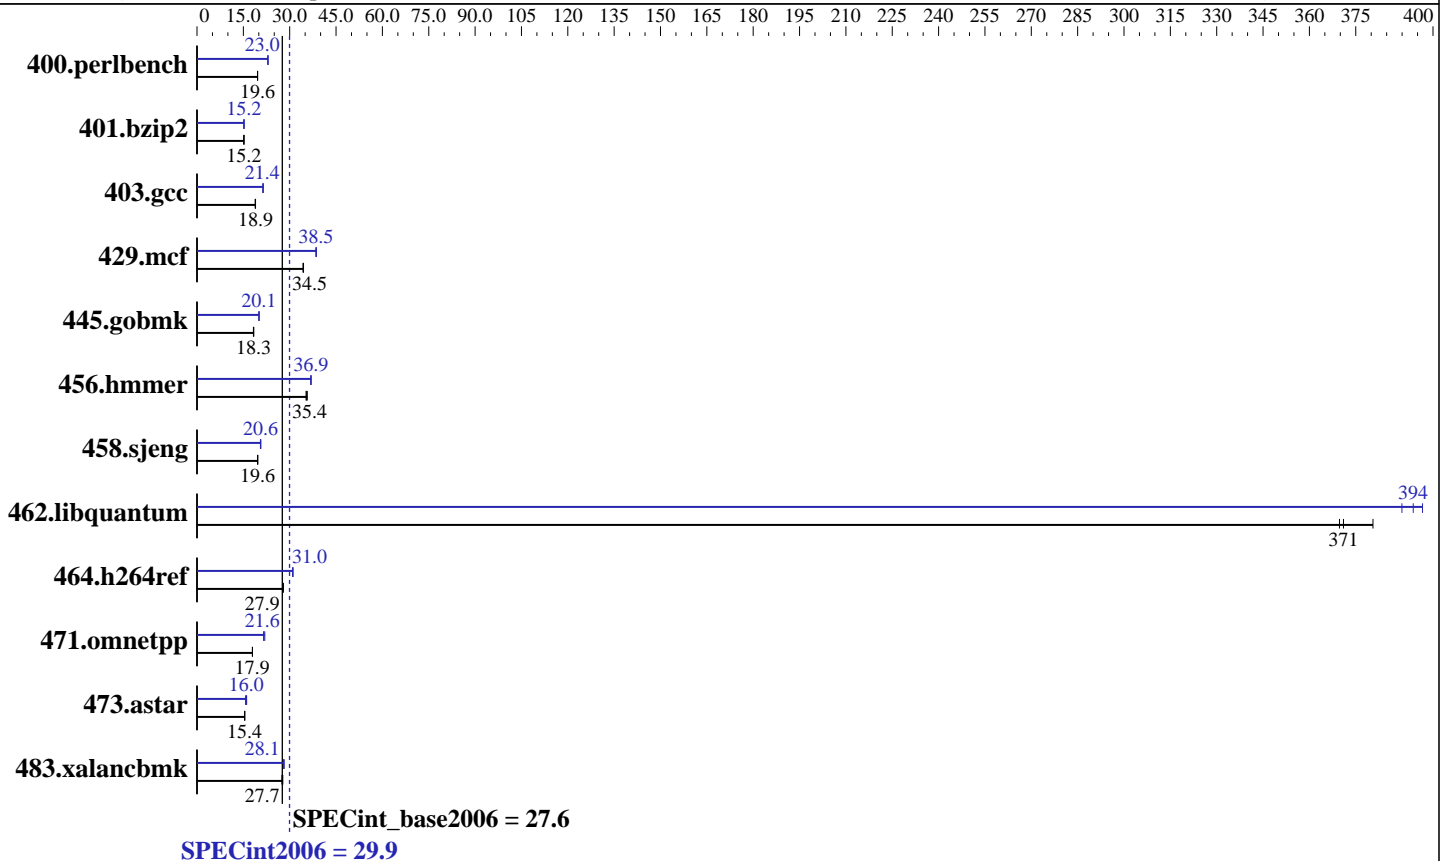 0 15.0 30.0 45.0 60.0 75.0 90.0 105 120 135 150 165 180 195 210 225 240 255 270 285 300 315 330 345 360 375 400
23.0
400.perlbench
19.6
15.2
401.bzip2
15.2
21.4
403.gcc
18.9
38.5
429.mcf
34.5
20.1
445.gobmk
18.3
36.9
456.hmmer
35.4
20.6
458.sjeng
19.6
394
462.libquantum
371
31.0
464.h264ref
27.9
21.6
471.omnetpp
17.9
16.0
473.astar
15.4
28.1
483.xalancbmk
27.7
SPECint_base2006 = 27.6
SPECint2006 = 29.9